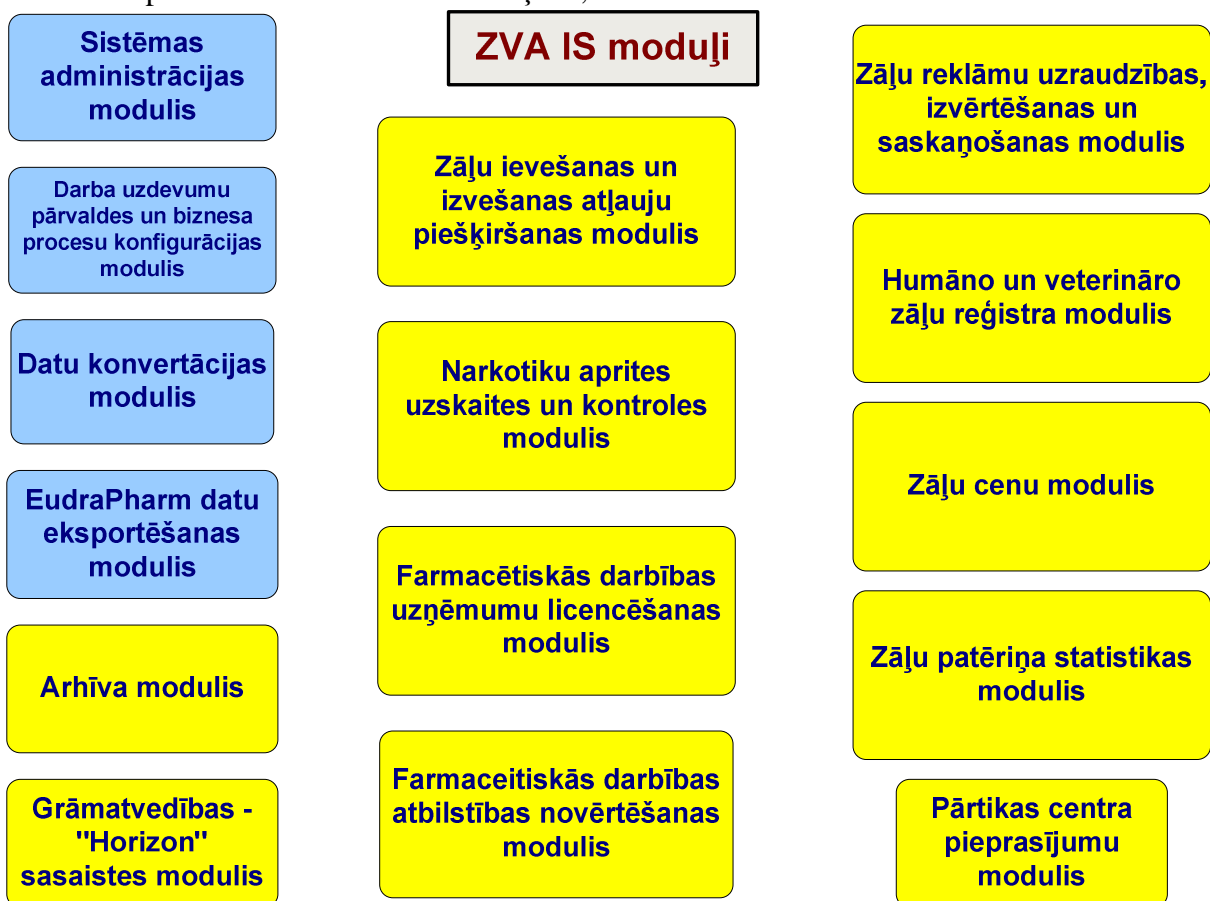 ZVA IS moduļi
Sistēmas
administrācijas
modulis
Darba uzdevumu
pārvaldes un biznesa
procesu konfigurācijas
modulis
Datu konvertācijas
modulis
EudraPharm datu
eksportēšanas
modulis
Arhīva modulis
Grāmatvedības -
"Horizon"
sasaistes modulis
Zāļu ievešanas un
izvešanas atļauju
piešķiršanas modulis
Narkotiku aprites
uzskaites un kontroles
modulis
Farmacētiskās darbības
uzņēmumu licencēšanas
modulis
Farmaceitiskās darbības
atbilstības novērtēšanas
modulis
Zāļu reklāmu uzraudzības,
izvērtēšanas un
saskaņošanas modulis
Humāno un veterināro
zāļu reģistra modulis
Zāļu cenu modulis
Zāļu patēriņa statistikas
modulis
Pārtikas centra
pieprasījumu
modulis